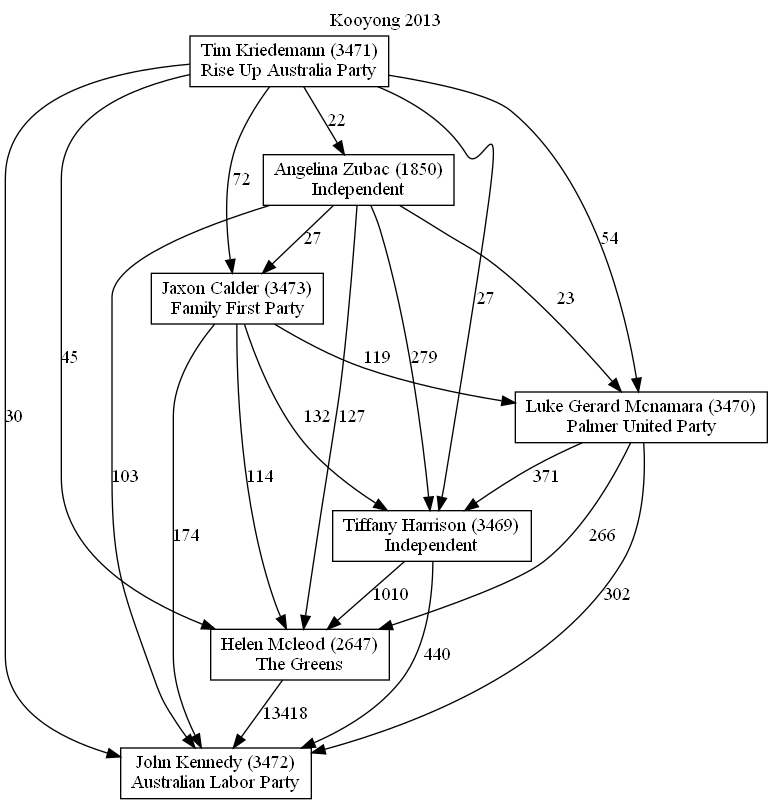 Kooyong 2013
Tim Kriedemann (3471)
Rise Up Australia Party
22
Angelina Zubac (1850)
Independent
72
27
54
Jaxon Calder (3473)
Family First Party
27
23
45
119
279
30
132
127
Luke Gerard Mcnamara (3470)
Palmer United Party
103
114
371
174
Tiffany Harrison (3469)
Independent
266
1010
302
Helen Mcleod (2647)
The Greens
440
13418
John Kennedy (3472)
Australian Labor Party